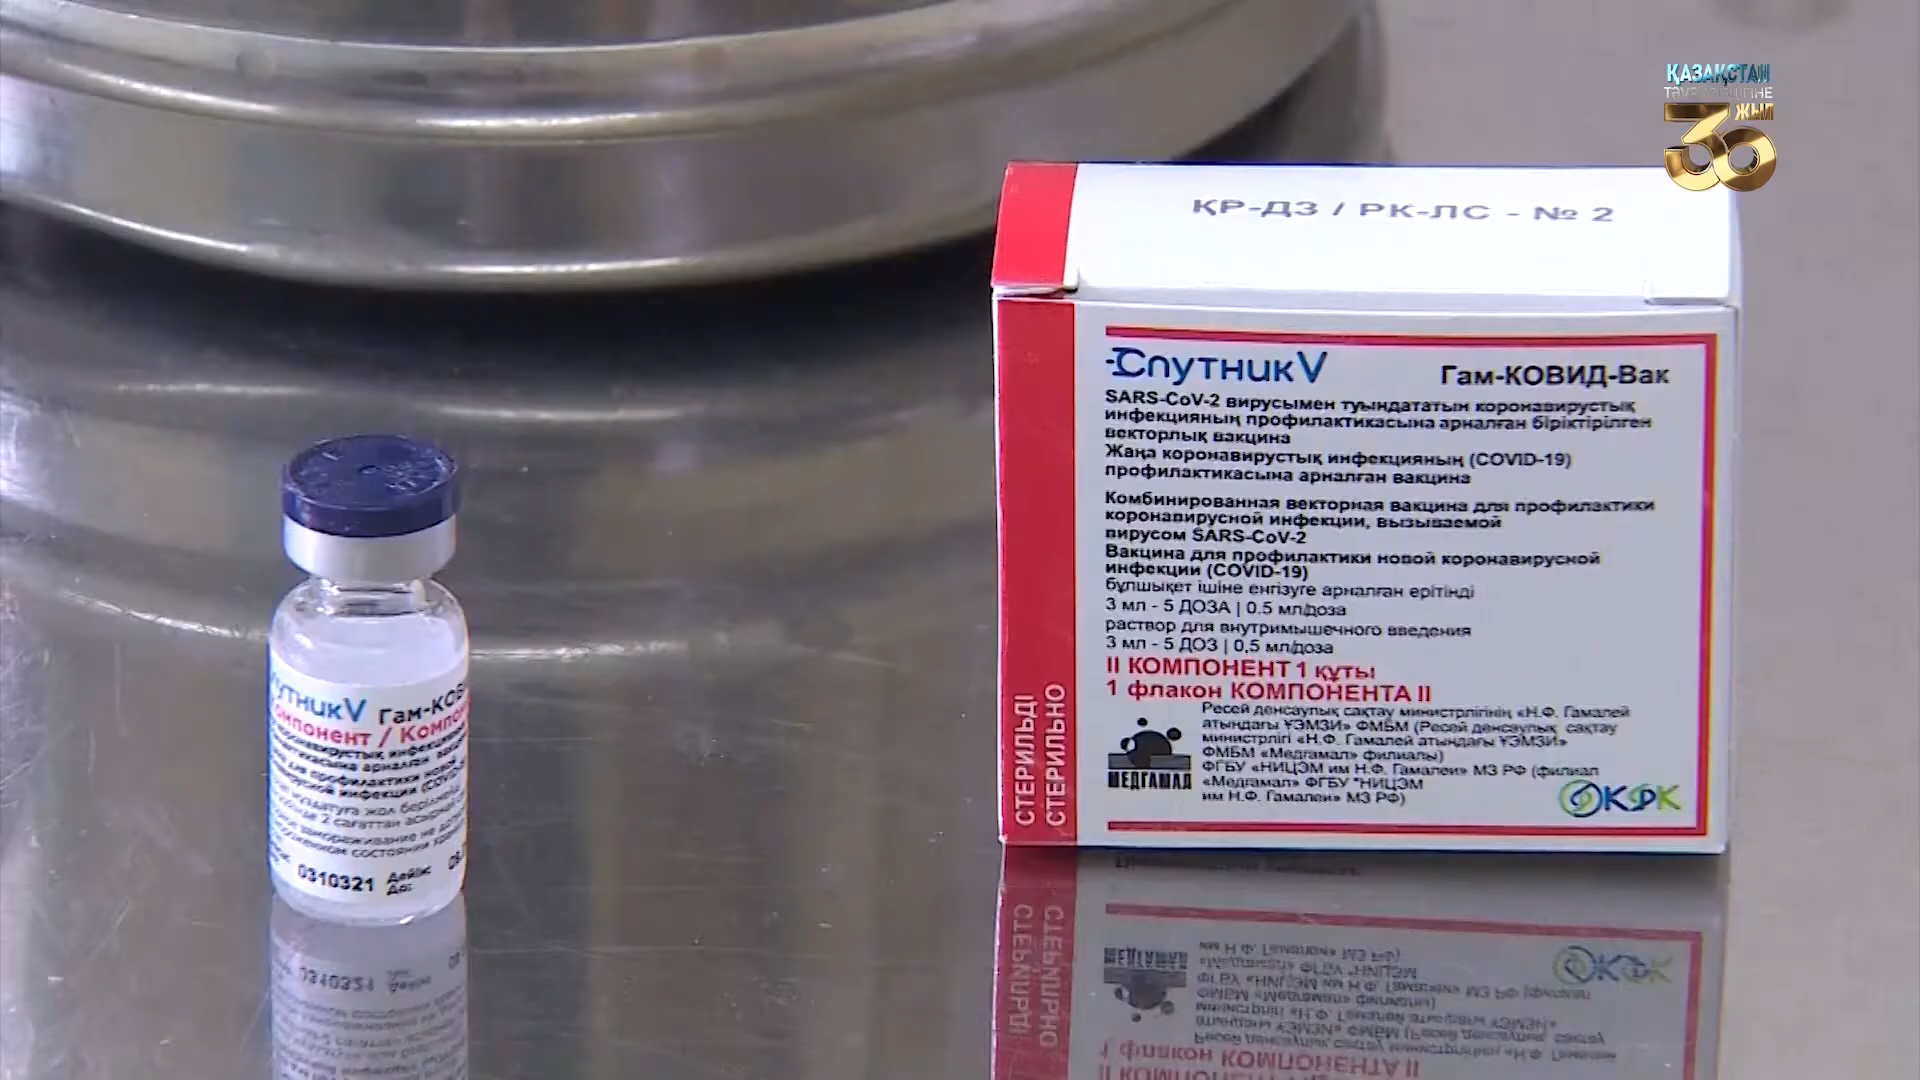 ҚАЗАҚСТАН
30 ЖЫЛ
ҚР-ДЗ / РК-ЛС - № 2
СпутникV
Гам-КОВИД-Вак
SARS-CoV-2 вирусымен туындататын коронавирустық
инфекцияның профилактикасына арналған біріктірілген
векторлық вакцина
Жаңа коронавирустық инфекцияның (COVID-19)
профилактикасына арналған вакцина
Комбинированная векторная вакцина для профилактики
коронавирусной инфекции, вызываемой
вирусом SARS-CoV-2
Вакцина для профилактики новой коронавирусной
инфекции (COVID-19)
бұлшықет ішіне енгізуге арналған ерітінді
3 мл - 5 ДОЗА | 0.5 мл/доза
раствор для внутримышечного введения
3 мл - 5 ДОЗ | 0,5 мл/доза
II КОМПОНЕНТ 1 құты
1 флакон КОМПОНЕНТА II
Ресей денсаулық сақтау министрлігінің «Н.Ф. Гамалей
атындағы ҰЭМЗИ» ФМБМ (Ресей денсаулық сақтау
министрлігі «Н.Ф. Гамалей атындағы ҰЭМЗИ»
ФМБМ «Медгамал» филиалы)
ФГБУ «НИЦЭМ им Н.Ф. Гамалеи» МЗ РФ (филиал
«Медгамал» ФГБУ "НИЦЭМ
им Н.Ф. Гамалеи» МЗ РФ)
МЕДГАМАЛ
СТЕРИЛЬДІ
СТЕРИЛЬНО
утникV Гам-КОВ
омпонент / Компо
0310321